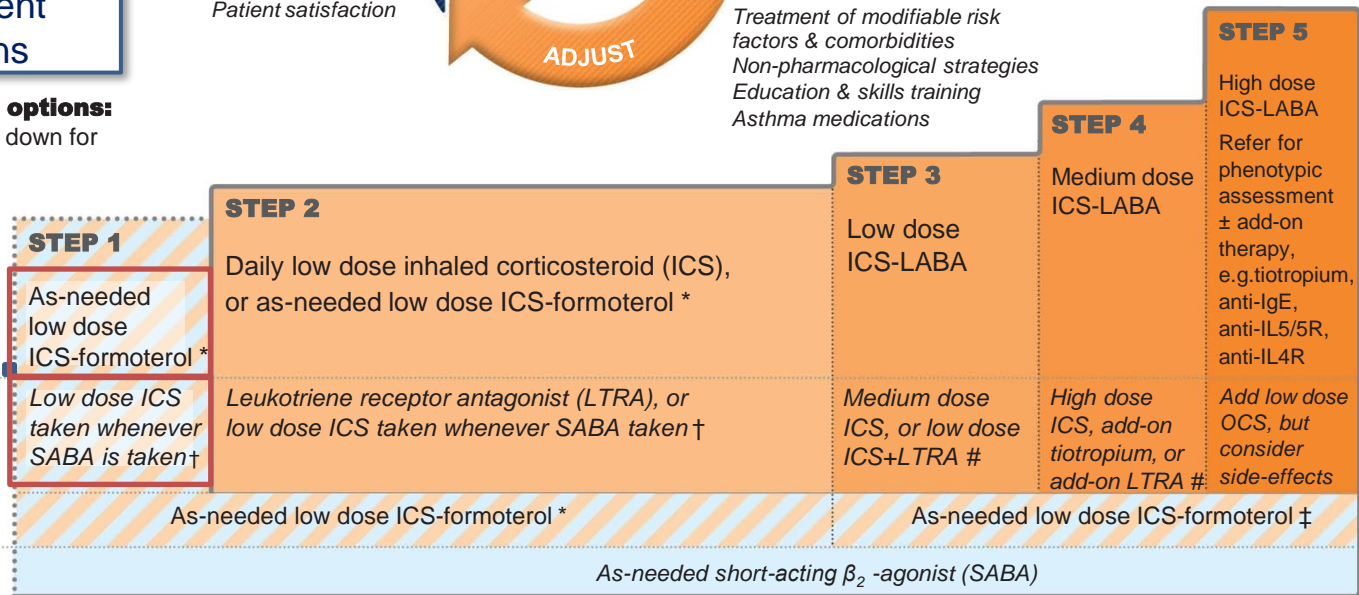 ent
ns
Patient satisfaction
ADJUST
Treatment of modifiable risk
factors & comorbidities
Non-pharmacological strategies
Education & skills training
Asthma medications
options:
down for
STEP 1
As-needed
low dose
ICS-formoterol *
Low dose ICS
taken whenever
SABA is taken†
STEP 2
Daily low dose inhaled corticosteroid (ICS),
or as-needed low dose ICS-formoterol *
Leukotriene receptor antagonist (LTRA), or
low dose ICS taken whenever SABA taken†
STEP 3
Low dose
ICS-LABA
Medium dose
ICS, or low dose
ICS+LTRA #
STEP 4
Medium dose
ICS-LABA
High dose
ICS, add-on
tiotropium, or
add-on LTRA #
STEP 5
High dose
ICS-LABA
Refer for
phenotypic
assessment
± add-on
therapy,
e.g.tiotropium,
anti-IgE,
anti-IL5/5R,
anti-IL4R
Add low dose
OCS, but
consider
side-effects
As-needed low dose ICS-formoterol *
As-needed low dose ICS-formoterol ‡
As-needed short-acting β₂ -agonist (SABA)